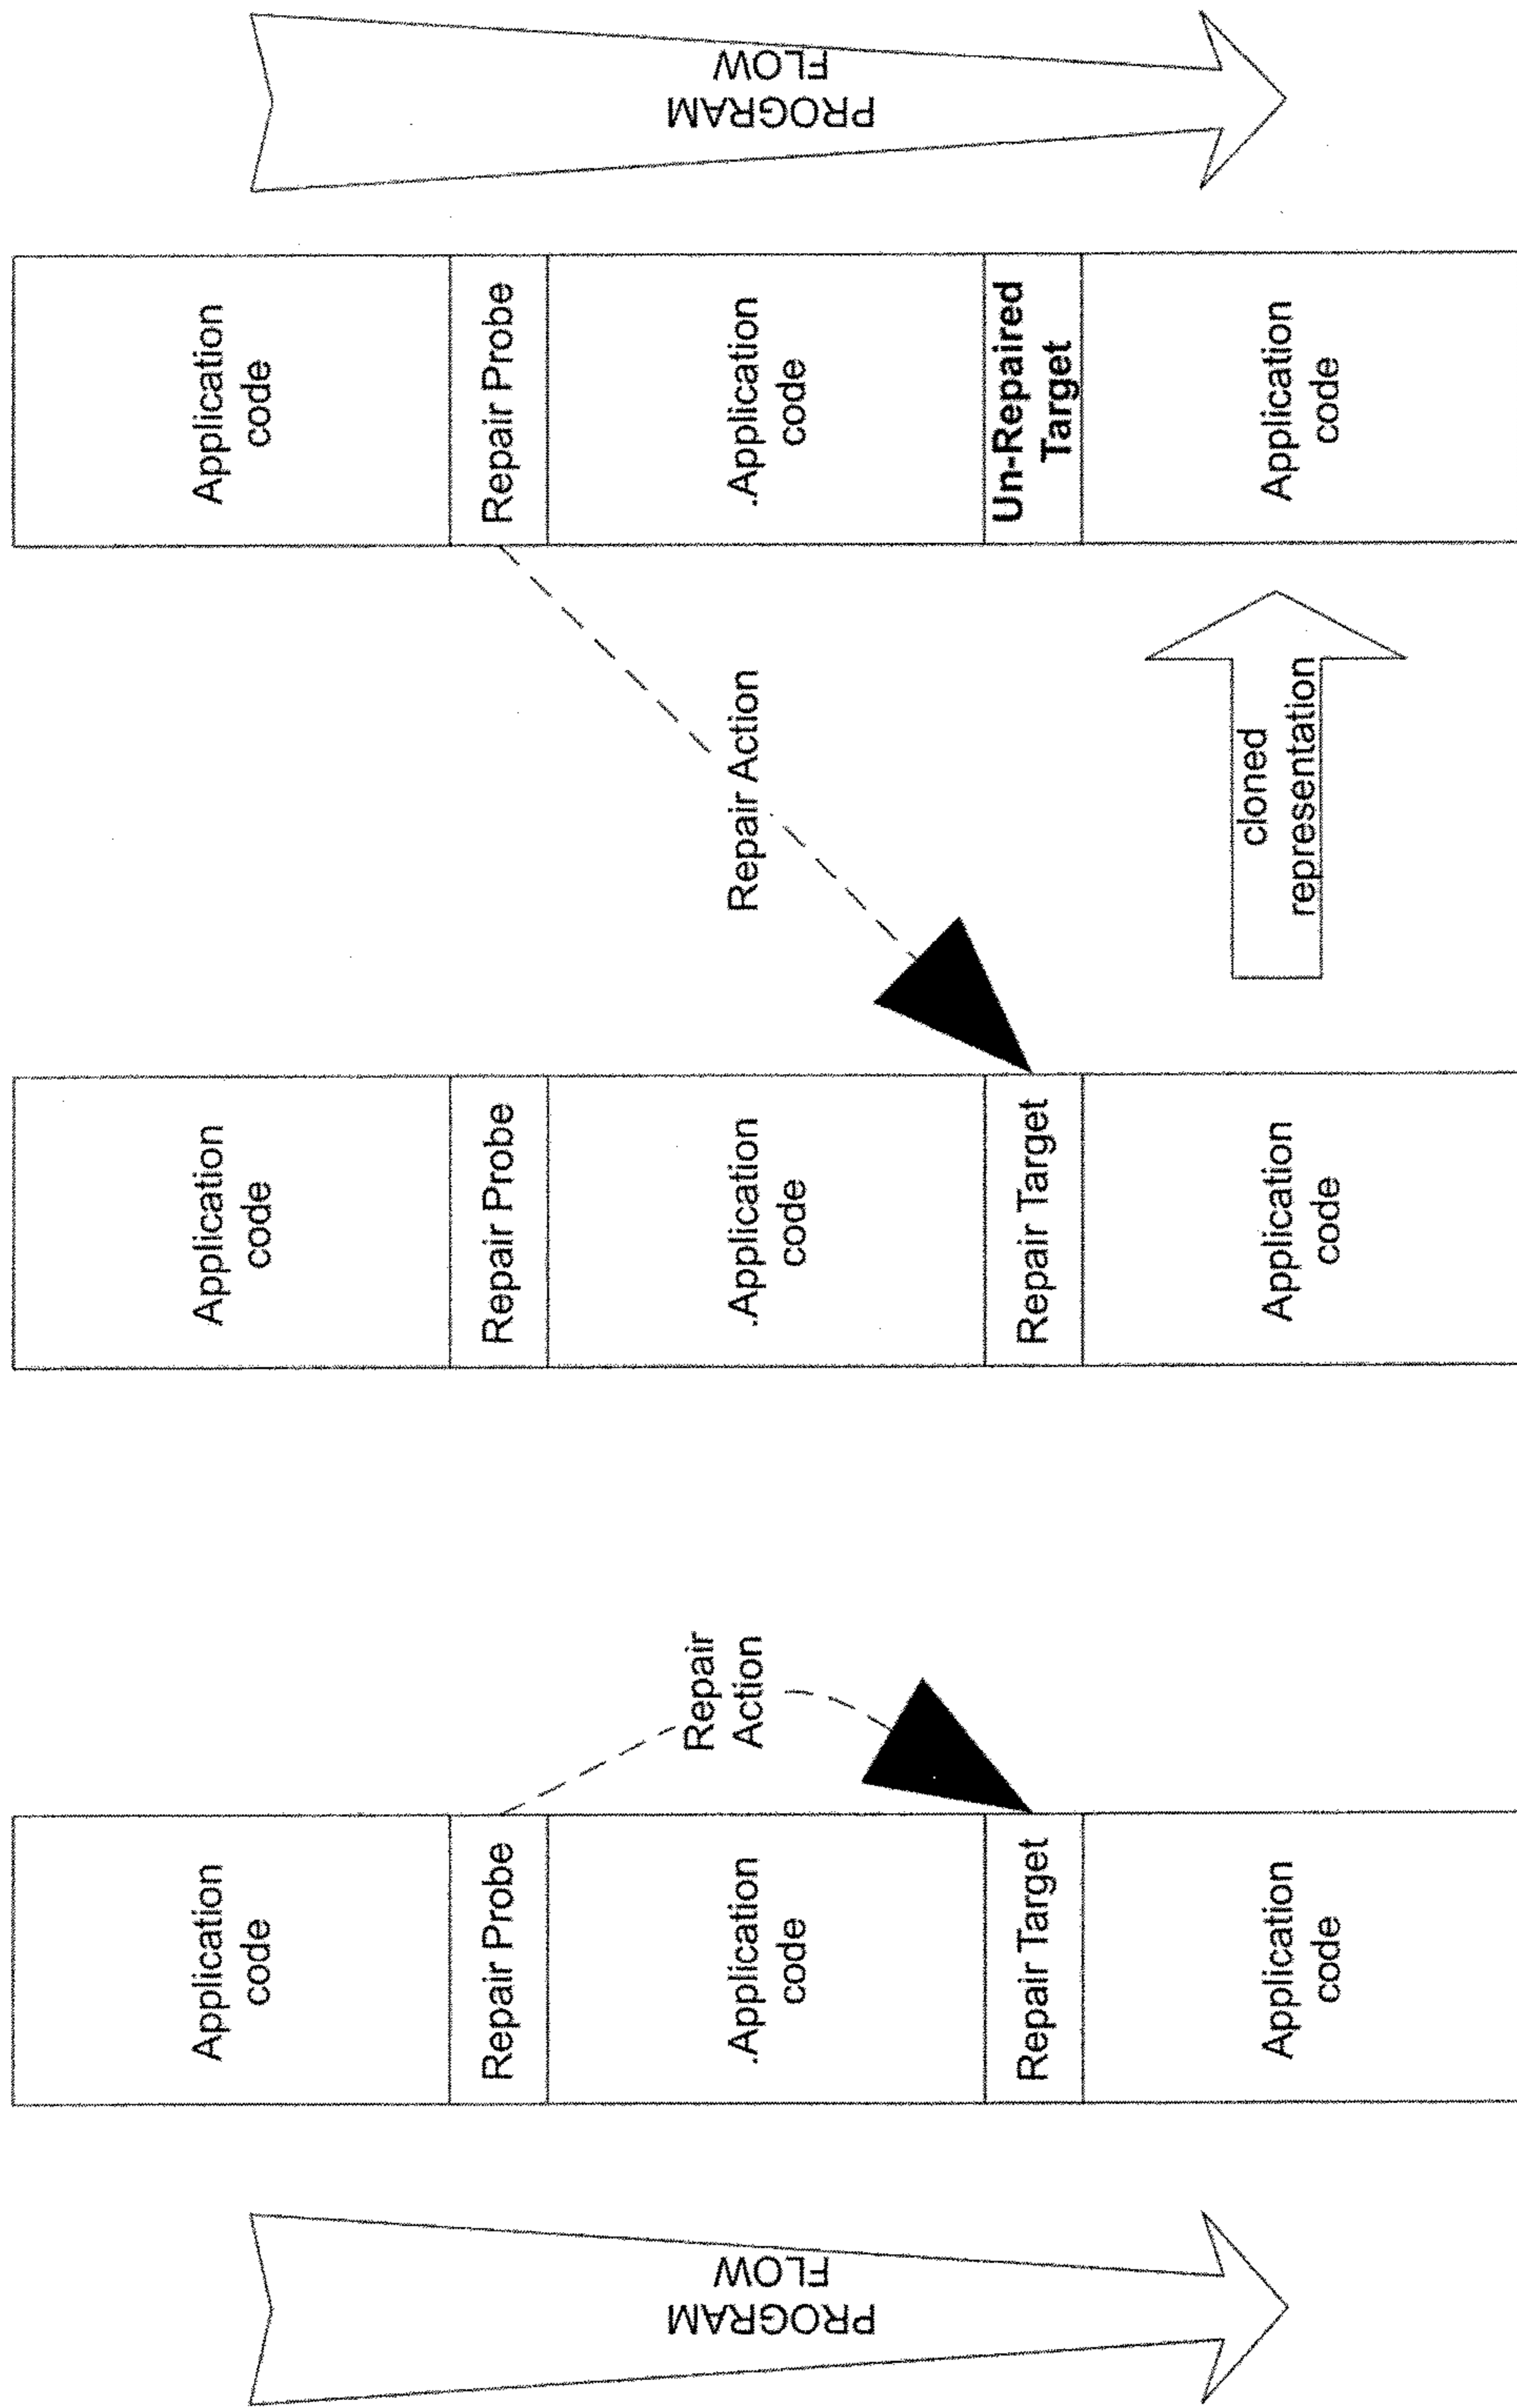 PROGRAM
FLOW
Application
code
Repair Probe
.Application
code
Repair Target
Application
code
Repair
Action
Application
code
Repair Probe
.Application
code
Repair Target
Application
code
Repair Action
cloned
representation
Application
code
Repair Probe
.Application
code
Un-Repaired
Target
Application
code
PROGRAM
FLOW